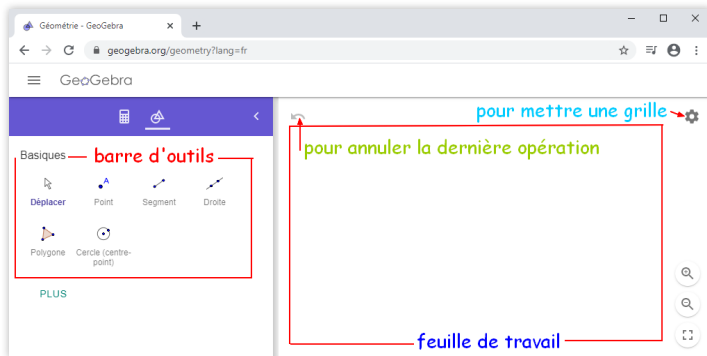 Géométrie - GeoGebra
geogebra.org/geometry?lang=fr
GeoGebra
pour mettre une grille
pour annuler la dernière opération
Basiques
barre d'outils
Déplacer
Point
Segment
Droite
Polygone
Cercle (centre-
point)
PLUS
feuille de travail